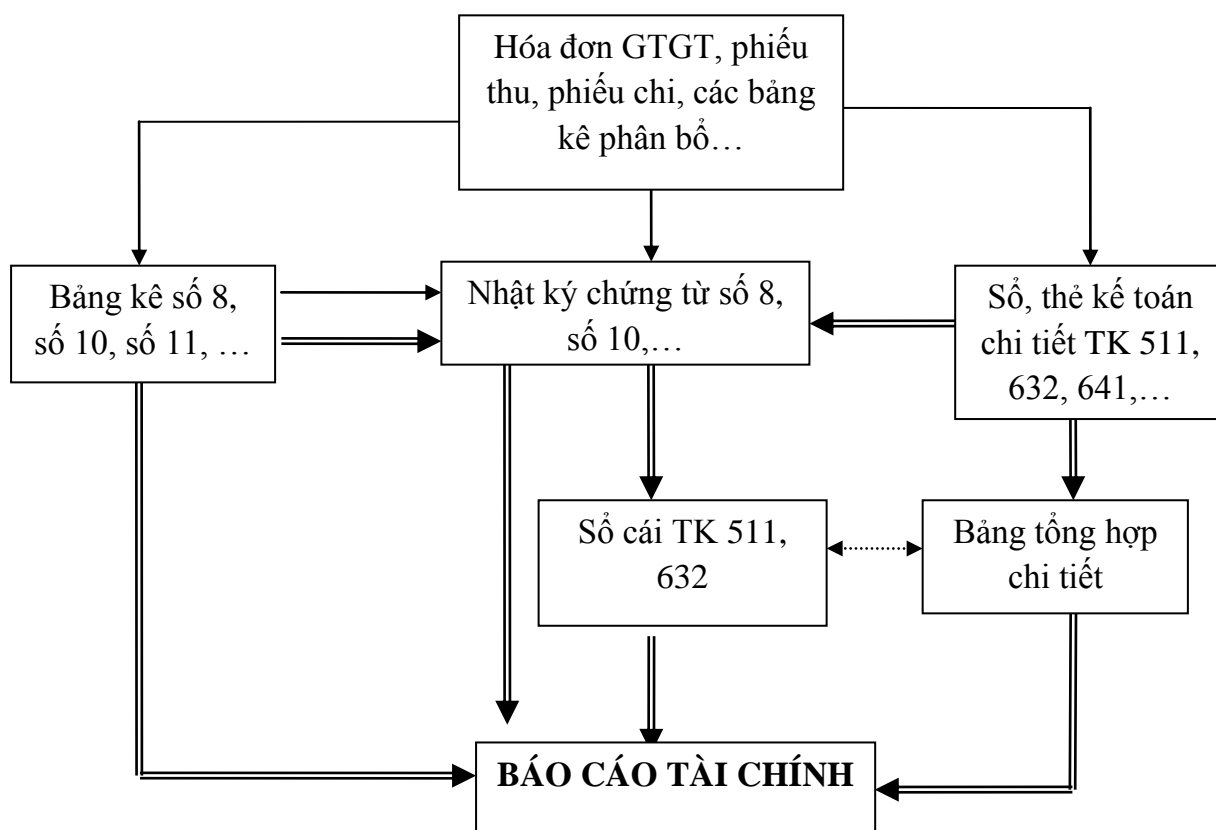 Hóa đơn GTGT, phiếu
thu, phiếu chi, các bảng
kê phân bổ…
Bảng kê số 8,
số 10, số 11, …
Nhật ký chứng từ số 8,
số 10,…
Sổ, thẻ kế toán
chi tiết TK 511,
632, 641,…
Sổ cái TK 511,
632
Bảng tổng hợp
chi tiết
BÁO CÁO TÀI CHÍNH